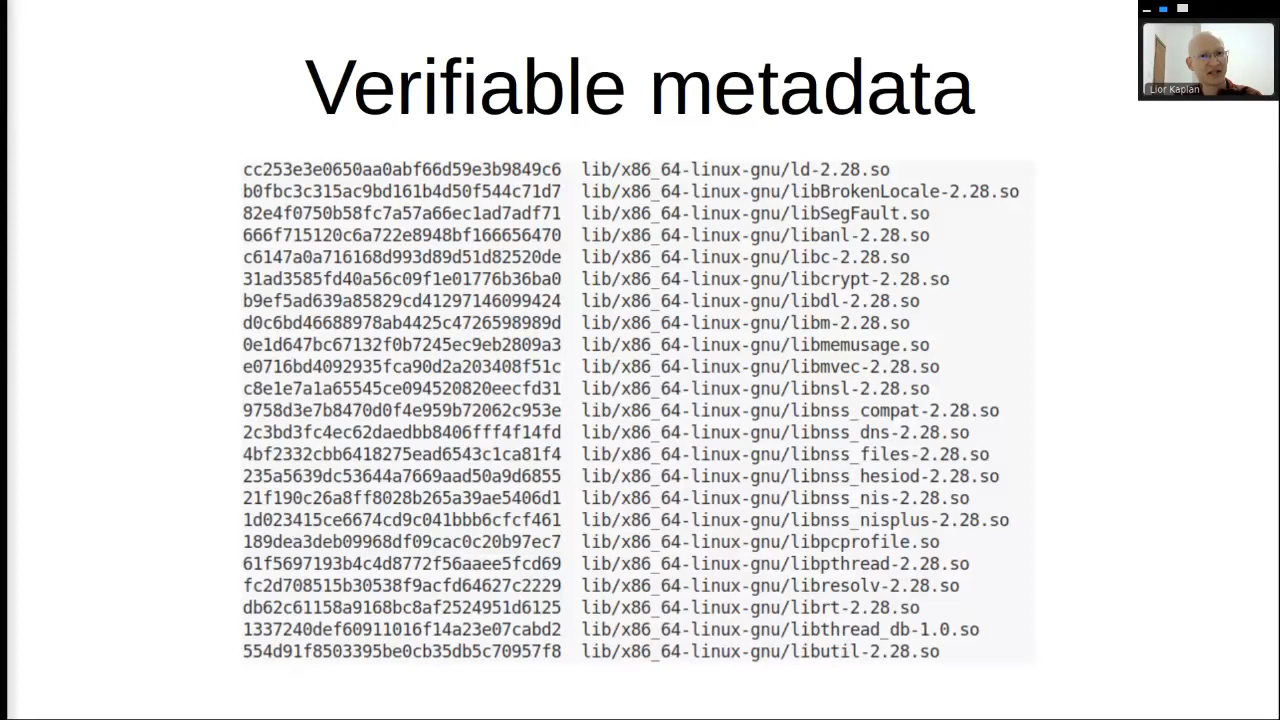 Verifiable metadata
Lior Kaplan
cc253e3e0650aa0abf66d59e3b9849c6 lib/x86_64-linux-gnu/ld-2.28.so
b0fbc3c315ac9bd161b4d50f544c71d7 lib/x86_64-linux-gnu/libBrokenLocale-2.28.so
82e4f0750b58fc7a57a66ec1ad7adf71 lib/x86_64-linux-gnu/libSegFault.so
666f715120c6a722e8948bf166656470 lib/x86_64-linux-gnu/libanl-2.28.so
c6147a0a716168d993d89d51d82520de lib/x86_64-linux-gnu/libc-2.28.so
31ad3585fd40a56c09f1e01776b36ba0 lib/x86_64-linux-gnu/libcrypt-2.28.so
b9ef5ad639a85829cd41297146099424 lib/x86_64-linux-gnu/libdl-2.28.so
d0c6bd46688978ab4425c4726598989d lib/x86_64-linux-gnu/libm-2.28.so
0e1d647bc67132f0b7245ec9eb2809a3 lib/x86_64-linux-gnu/libmemusage.so
e0716bd4092935fca90d2a203408f51c lib/x86_64-linux-gnu/libmvec-2.28.so
c8e1e7a1a65545ce094520820eecfd31 lib/x86_64-linux-gnu/libnsl-2.28.so
9758d3e7b8470d0f4e959b72062c953e lib/x86_64-linux-gnu/libnss_compat-2.28.so
2c3bd3fc4ec62daedbb8406fff4f14fd lib/x86_64-linux-gnu/libnss_dns-2.28.so
4bf2332cbb6418275ead6543c1ca81f4 lib/x86_64-linux-gnu/libnss_files-2.28.so
235a5639dc53644a7669aad50a9d6855 lib/x86_64-linux-gnu/libnss_hesiod-2.28.so
21f190c26a8ff8028b265a39ae5406d1 lib/x86_64-linux-gnu/libnss_nis-2.28.so
1d023415ce6674cd9c041bbb6cfcf461 lib/x86_64-linux-gnu/libnss_nisplus-2.28.so
189dea3deb09968df09cac0c20b97ec7 lib/x86_64-linux-gnu/libpcprofile.so
61f5697193b4c4d8772f56aaee5fcd69 lib/x86_64-linux-gnu/libpthread-2.28.so
fc2d708515b30538f9acfd64627c2229 lib/x86_64-linux-gnu/libresolv-2.28.so
db62c61158a9168bc8af2524951d6125 lib/x86_64-linux-gnu/librt-2.28.so
1337240def60911016f14a23e07cabd2 lib/x86_64-linux-gnu/libthread_db-1.0.so
554d91f8503395be0cb35db5c70957f8 lib/x86_64-linux-gnu/libutil-2.28.so